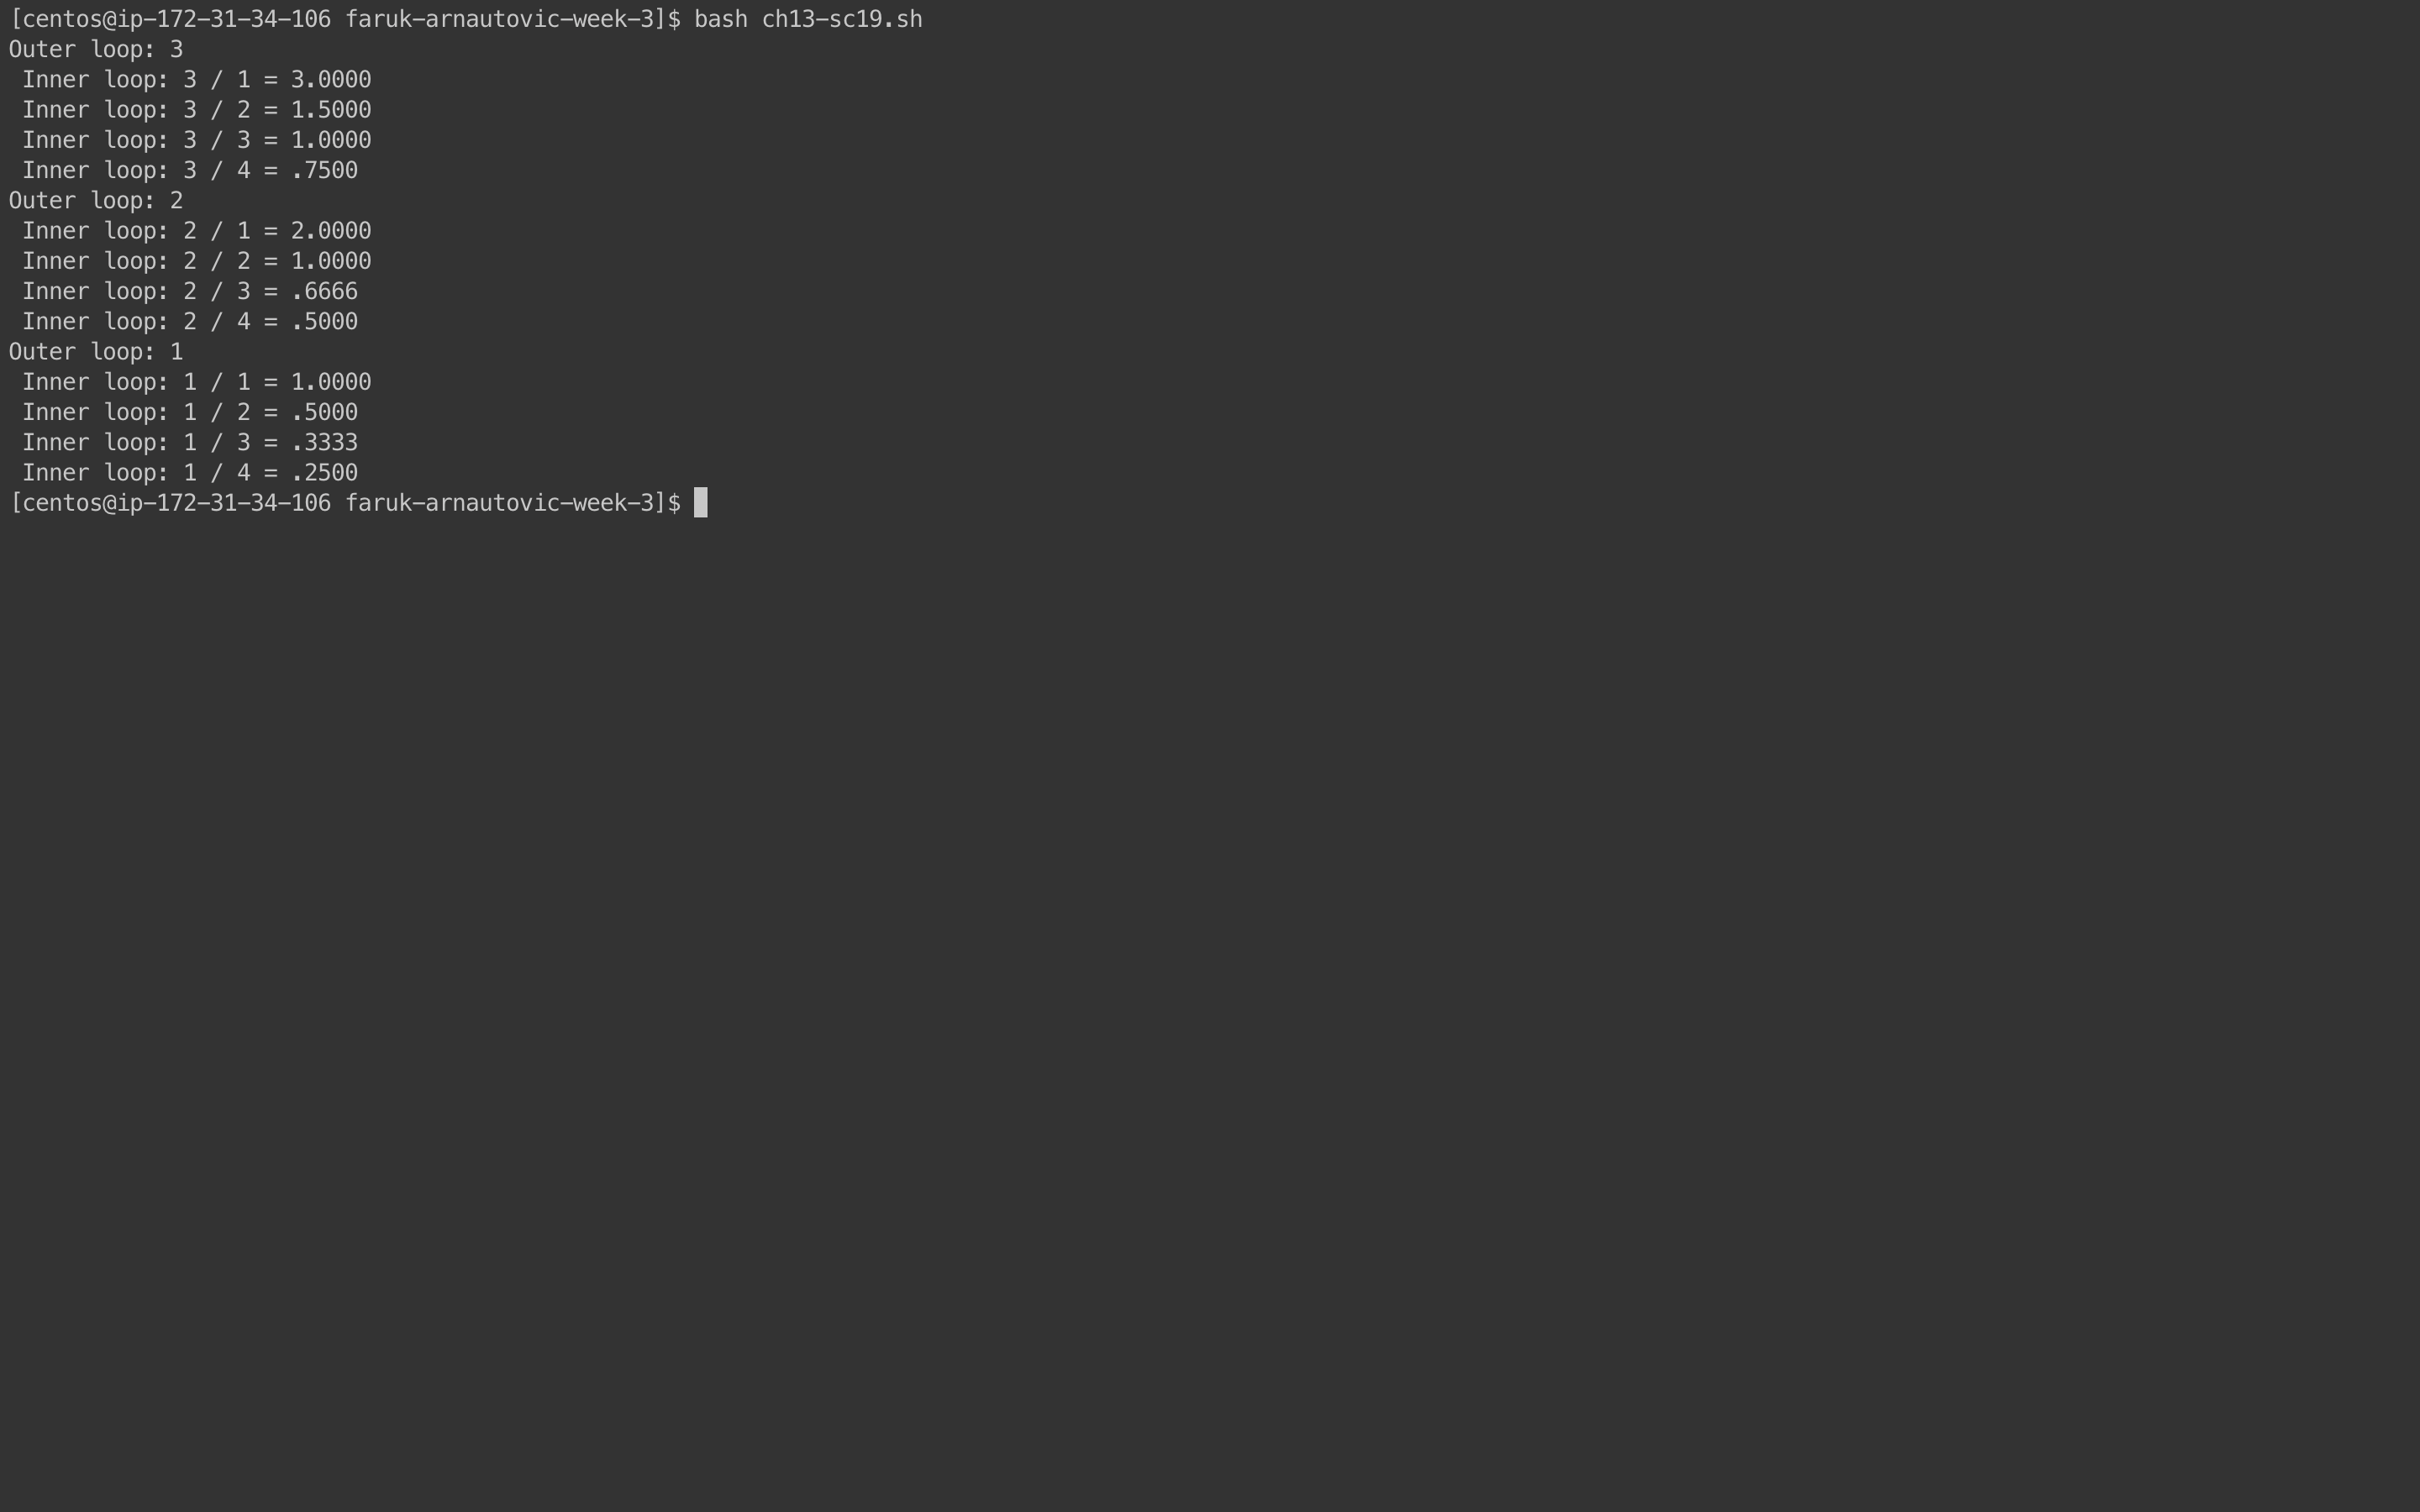 [centos@ip-172-31-34-106 faruk-arnautovic-week-3]$ bash ch13-sc19.sh
Outer loop: 3
 Inner loop: 3 / 1 = 3.0000
 Inner loop: 3 / 2 = 1.5000
 Inner loop: 3 / 3 = 1.0000
 Inner loop: 3 / 4 = .7500
Outer loop: 2
 Inner loop: 2 / 1 = 2.0000
 Inner loop: 2 / 2 = 1.0000
 Inner loop: 2 / 3 = .6666
 Inner loop: 2 / 4 = .5000
Outer loop: 1
 Inner loop: 1 / 1 = 1.0000
 Inner loop: 1 / 2 = .5000
 Inner loop: 1 / 3 = .3333
 Inner loop: 1 / 4 = .2500
[centos@ip-172-31-34-106 faruk-arnautovic-week-3]$